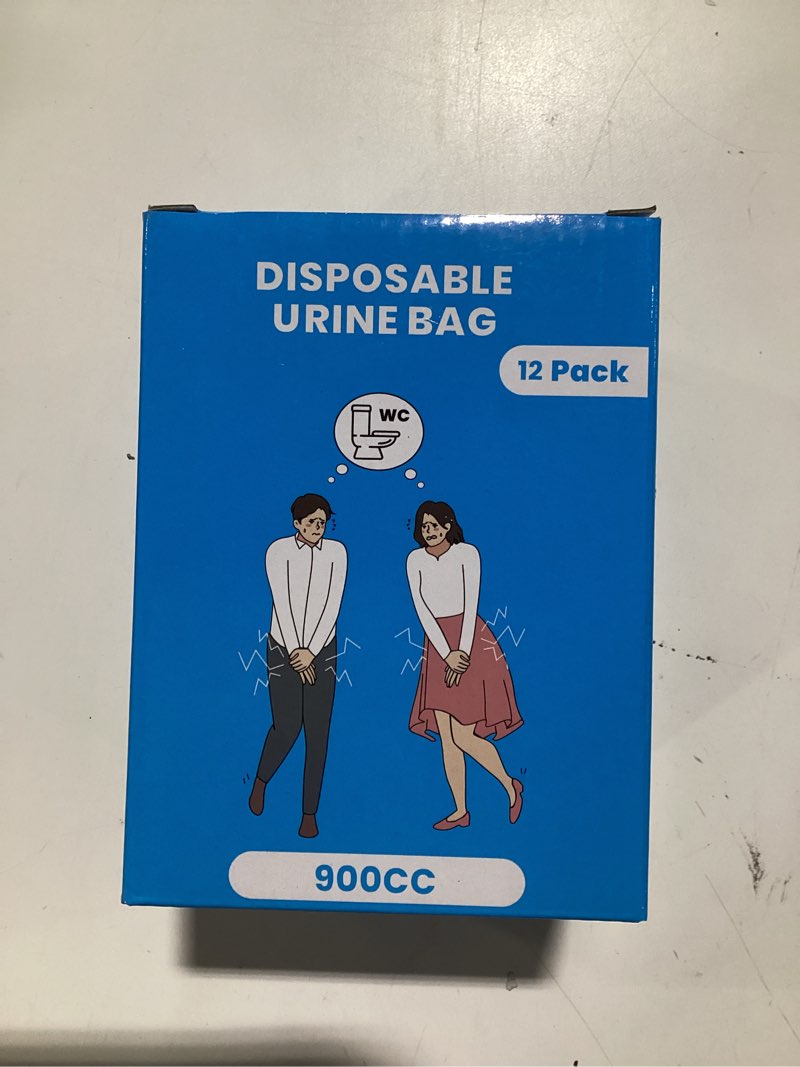 DISPOSABLE
URINE BAG
12 Pack
WC
900CC